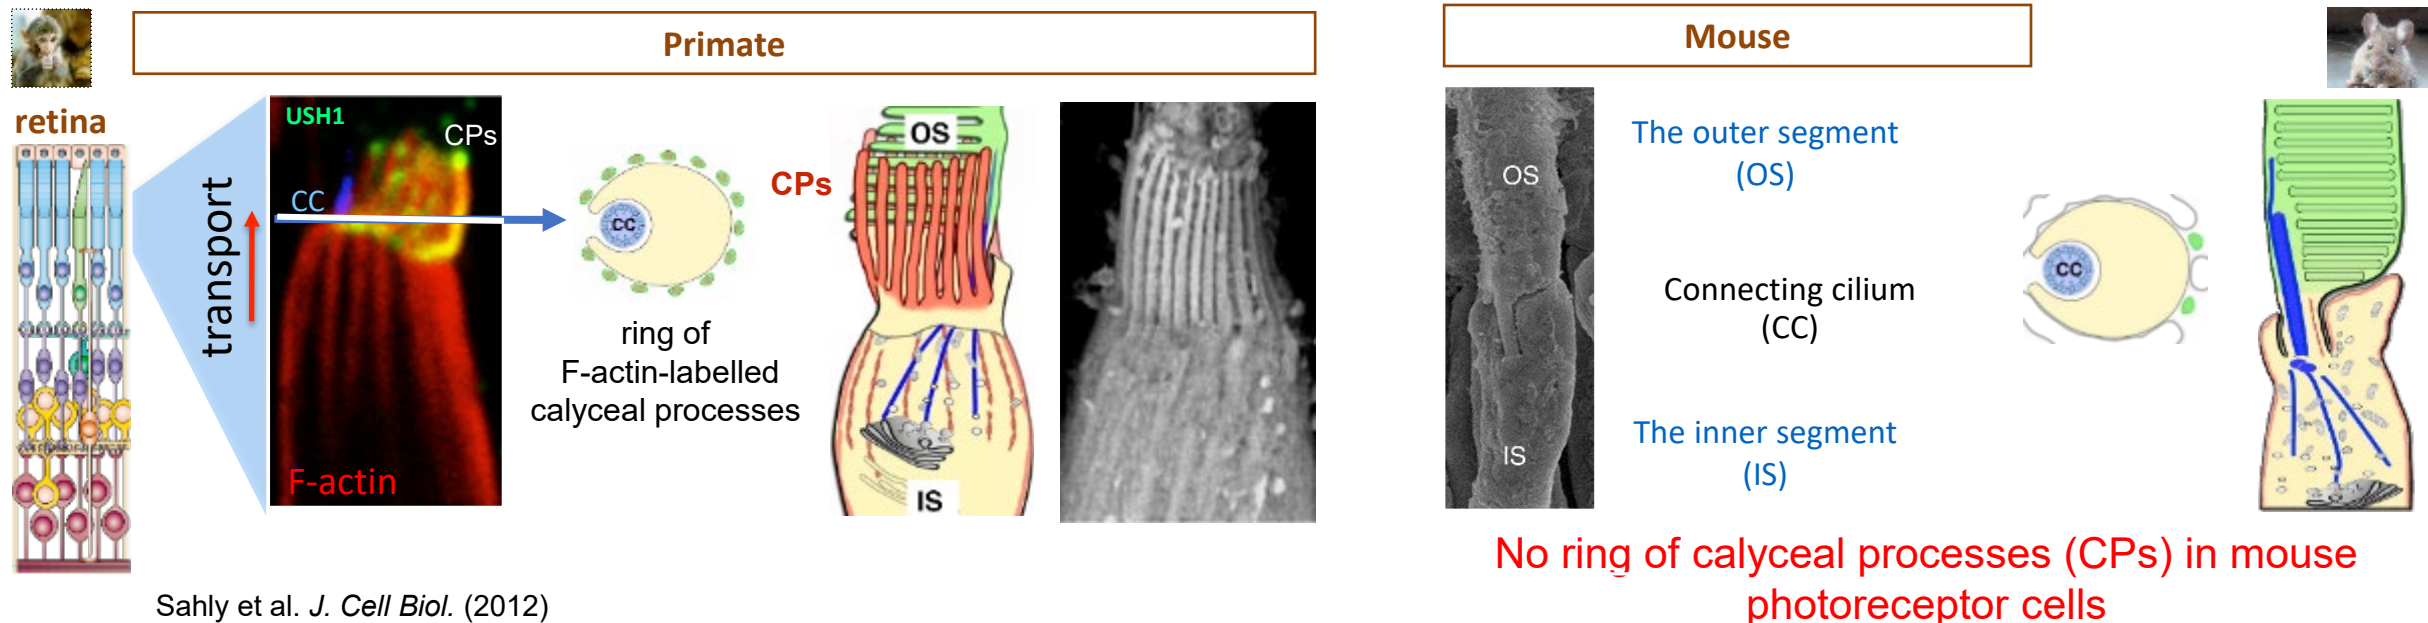 Primate
Mouse
retina
USH1
CPs
CC
transport
F-actin
CC
ring of
F-actin-labelled
calyceal processes
CPs
OS
IS
OS
IS
The outer segment
(OS)
Connecting cilium
(CC)
The inner segment
(IS)
CC
No ring of calyceal processes (CPs) in mouse
photoreceptor cells
Sahly et al. J. Cell Biol. (2012)